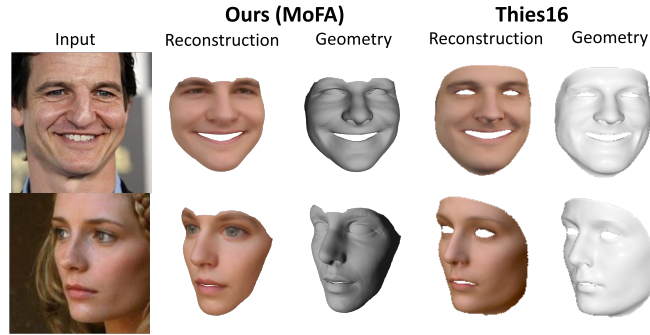 Ours (MoFA) Thies16
Input Reconstruction Geometry Reconstruction Geometry